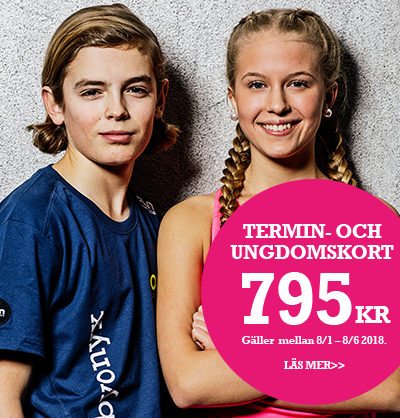 TERMIN- OCH
UNGDOMSKORT
795 KR
Gäller mellan 8/1 – 8/6 2018.
LÄS MER>>